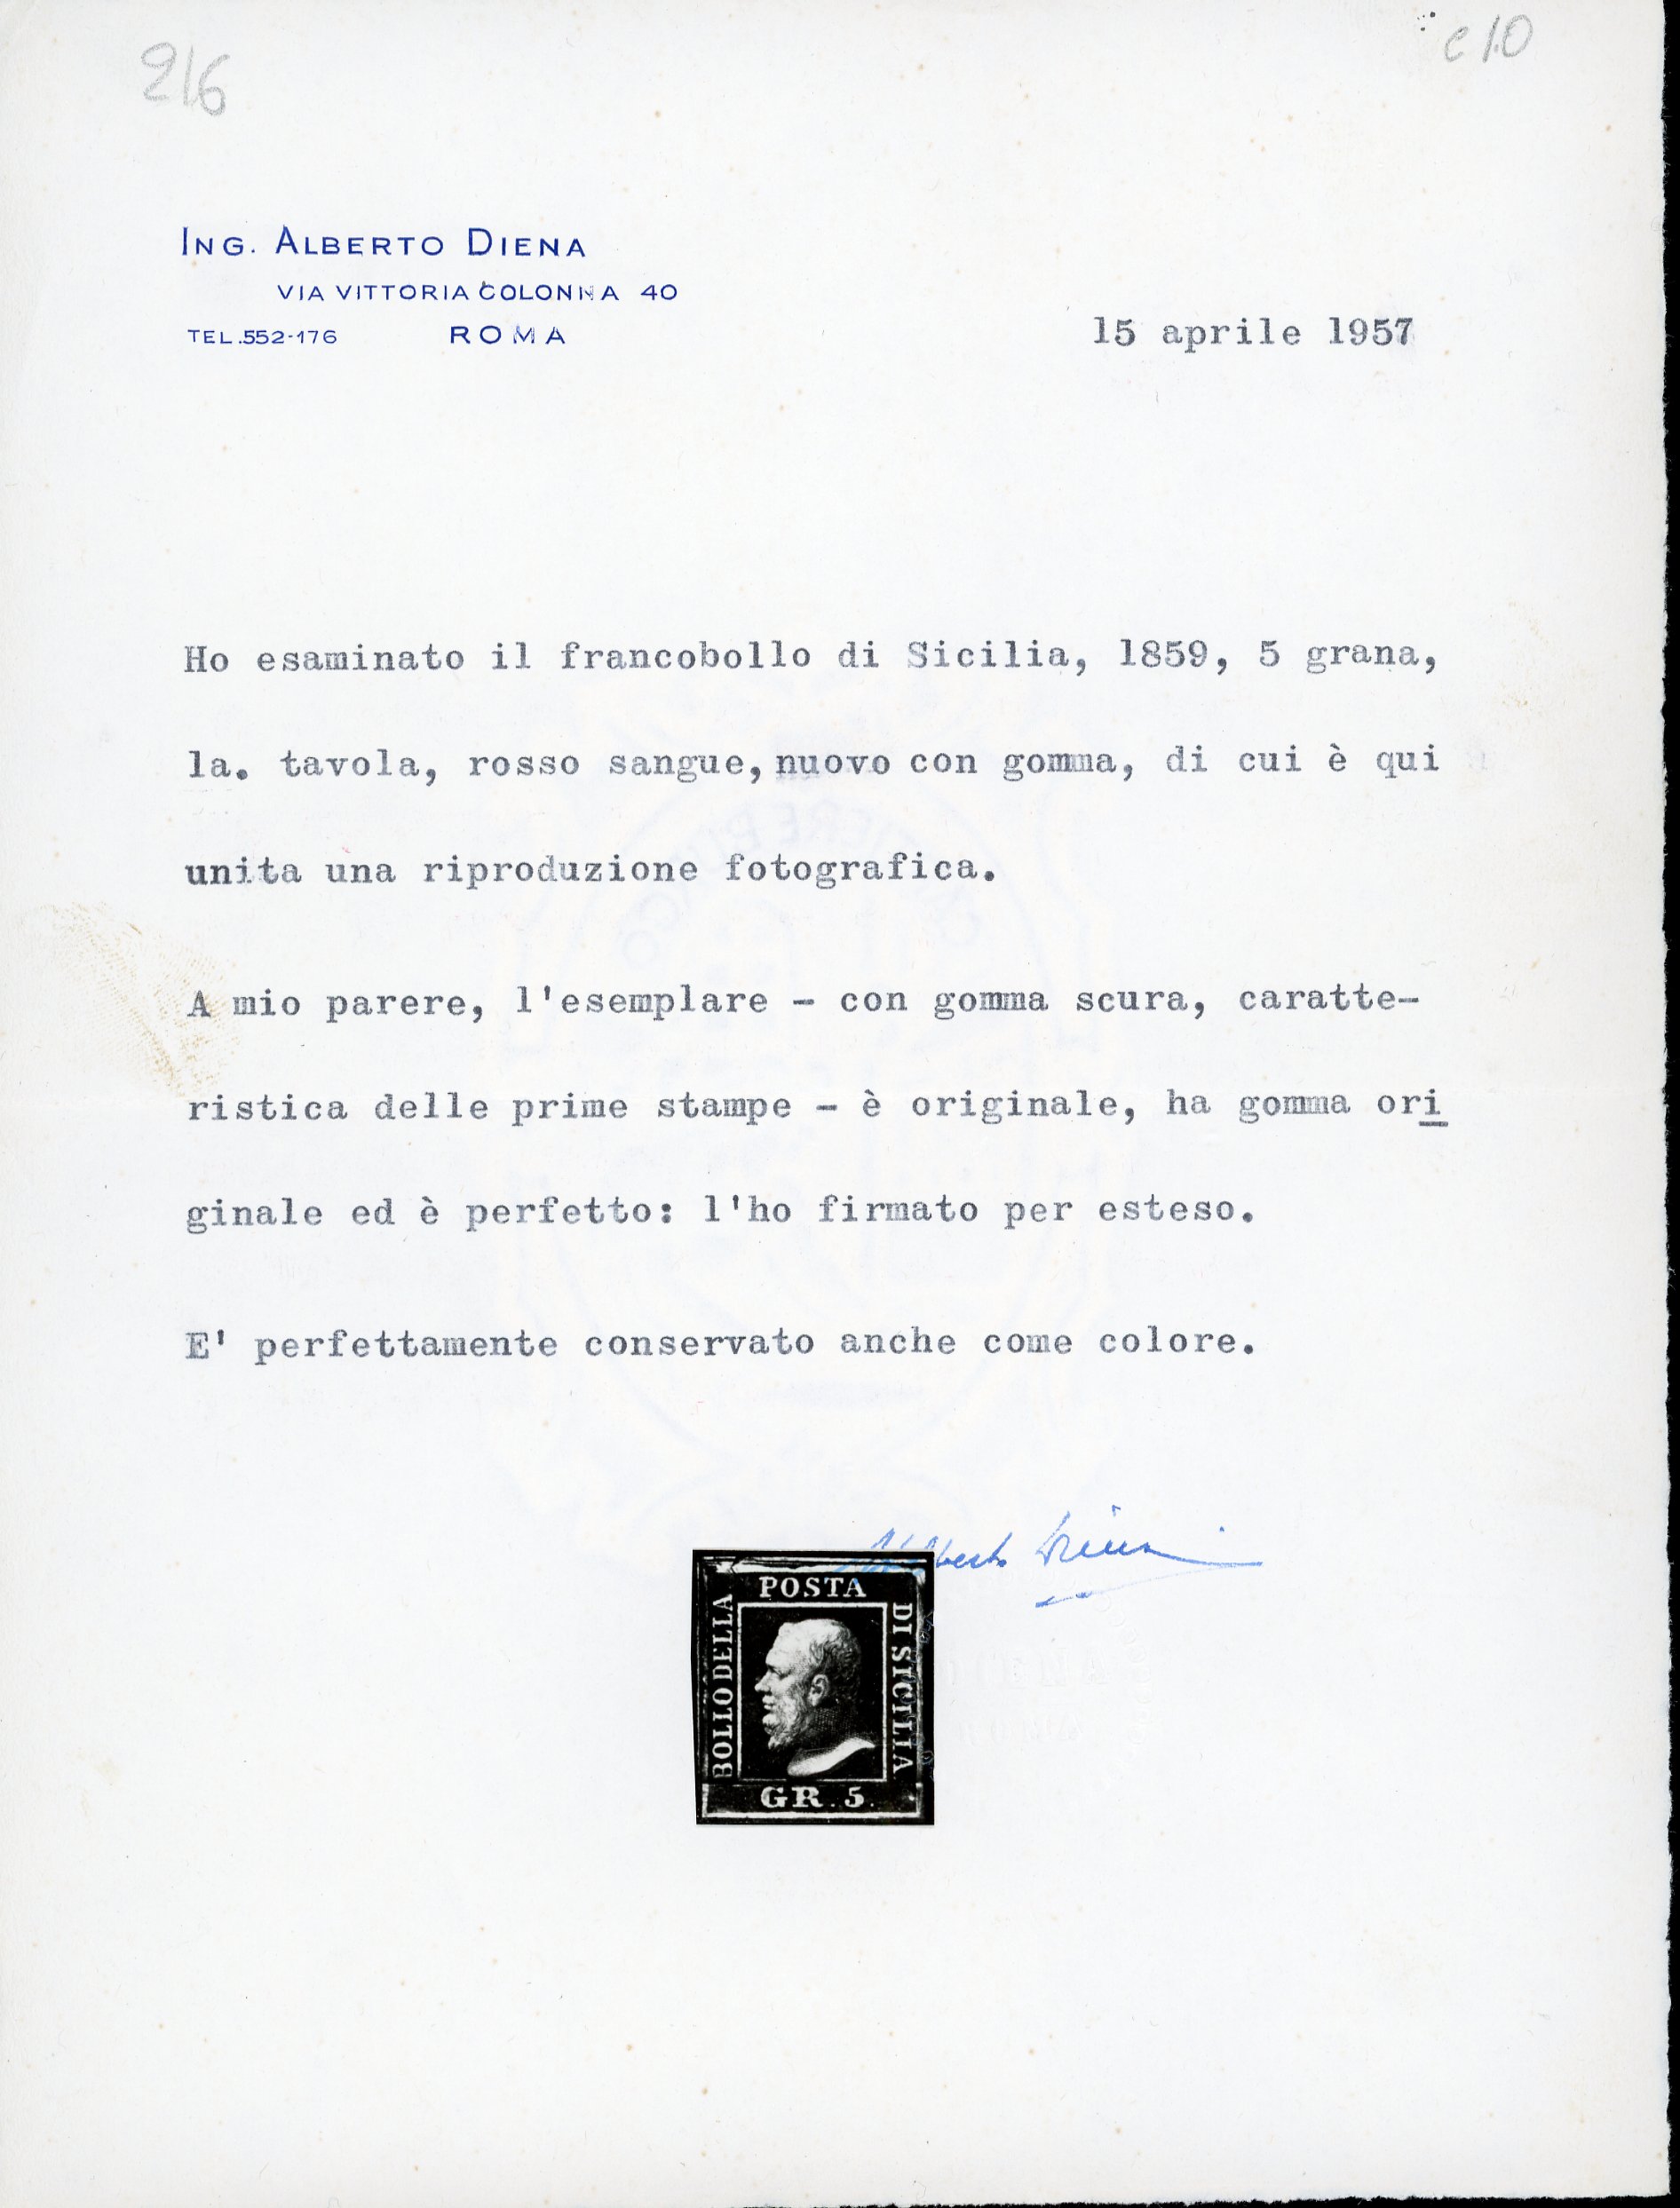 216
c 10
ING. ALBERTO DIENA
VIA VITTORIA COLONNA 40
TEL.552-176 ROMA
15 aprile 1957
Ho esaminato il francobollo di Sicilia, 1859, 5 grana,
la. tavola, rosso sangue, nuovo con gomma, di cui è qui
unita una riproduzione fotografica.
A mio parere, l'esemplare - con gomma scura, caratte-
ristica delle prime stampe - è originale, ha gomma ori
ginale ed è perfetto: l'ho firmato per esteso.
E' perfettamente conservato anche come colore.
Alberto Diena
POSTA
BOLLO DELLA
DI SICILIA
GR. 5.